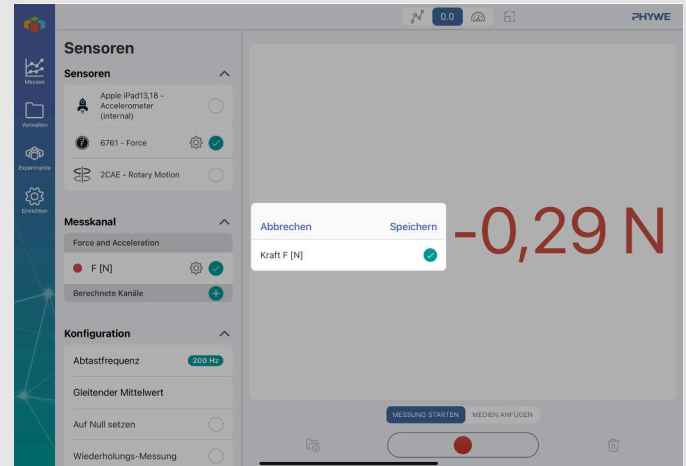 0.0
PHYWE
Sensoren
Sensoren
Apple iPad13,18 -
Accelerometer
(internal)
6761 - Force
2CAE - Rotary Motion
Messkanal
Force and Acceleration
F [N]
Berechnete Kanäle
Konfiguration
Abtastfrequenz
200 Hz
Gleitender Mittelwert
Auf Null setzen
Wiederholungs-Messung
Messen
Verwalten
Experimente
Einrichten
Abbrechen
Speichern
Kraft F [N]
-0,29 N
MESSUNG STARTEN
MEDIEN ANFÜGEN